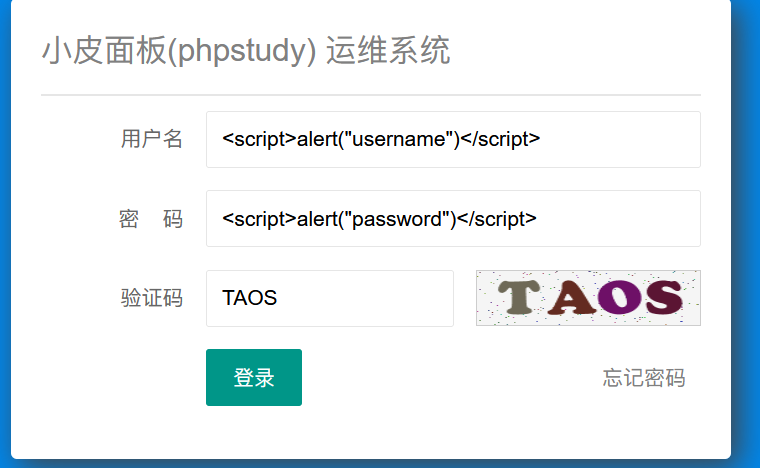 小皮面板(phpstudy) 运维系统
用户名 <script>alert("username")</script>
密 码 <script>alert("password")</script>
验证码 TAOS TAOS
登录 忘记密码